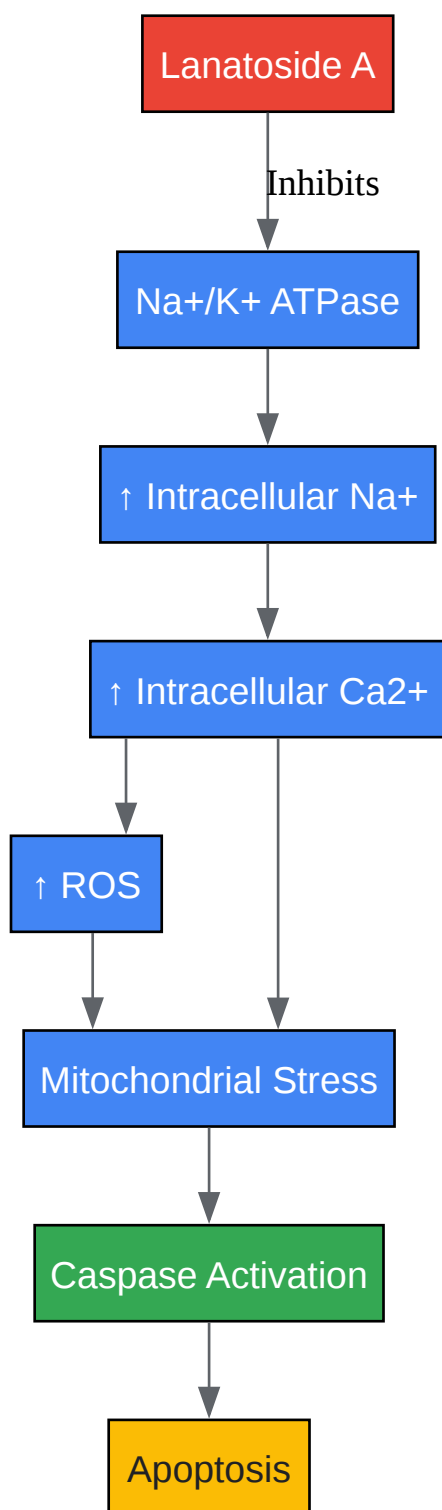 Lanatoside A
Inhibits
Na+/K+ ATPase
↑ Intracellular Na+
↑ Intracellular Ca2+
↑ ROS
Mitochondrial Stress
Caspase Activation
Apoptosis